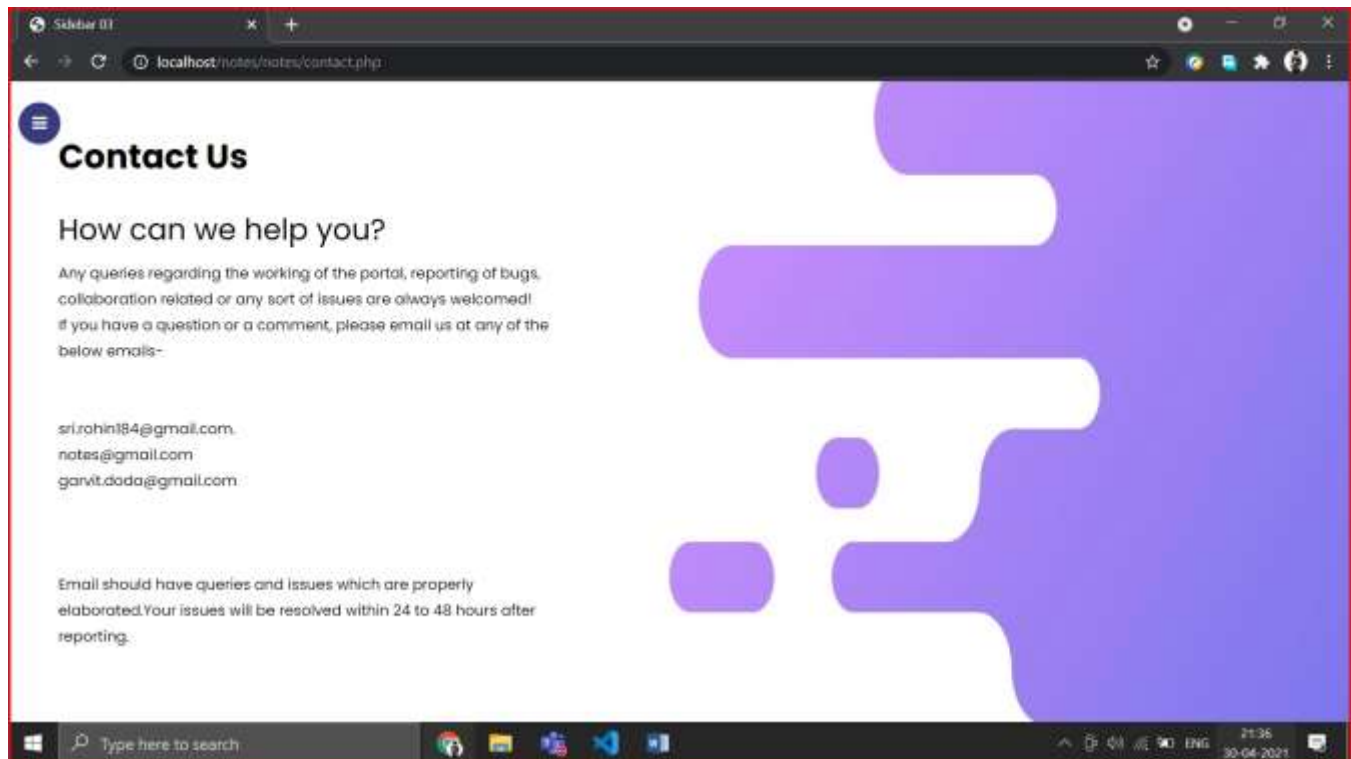 Sidebar 03
localhost/notes/notes/contact.php
Contact Us
How can we help you?
Any queries regarding the working of the portal, reporting of bugs,
collaboration related or any sort of issues are always welcomed!
If you have a question or a comment, please email us at any of the
below emails-
sri.rohin184@gmail.com.
notes@gmail.com
garvit.doda@gmail.com
Email should have queries and issues which are properly
elaborated.Your issues will be resolved within 24 to 48 hours after
reporting.
Type here to search
ENG
21:36
30-04-2021